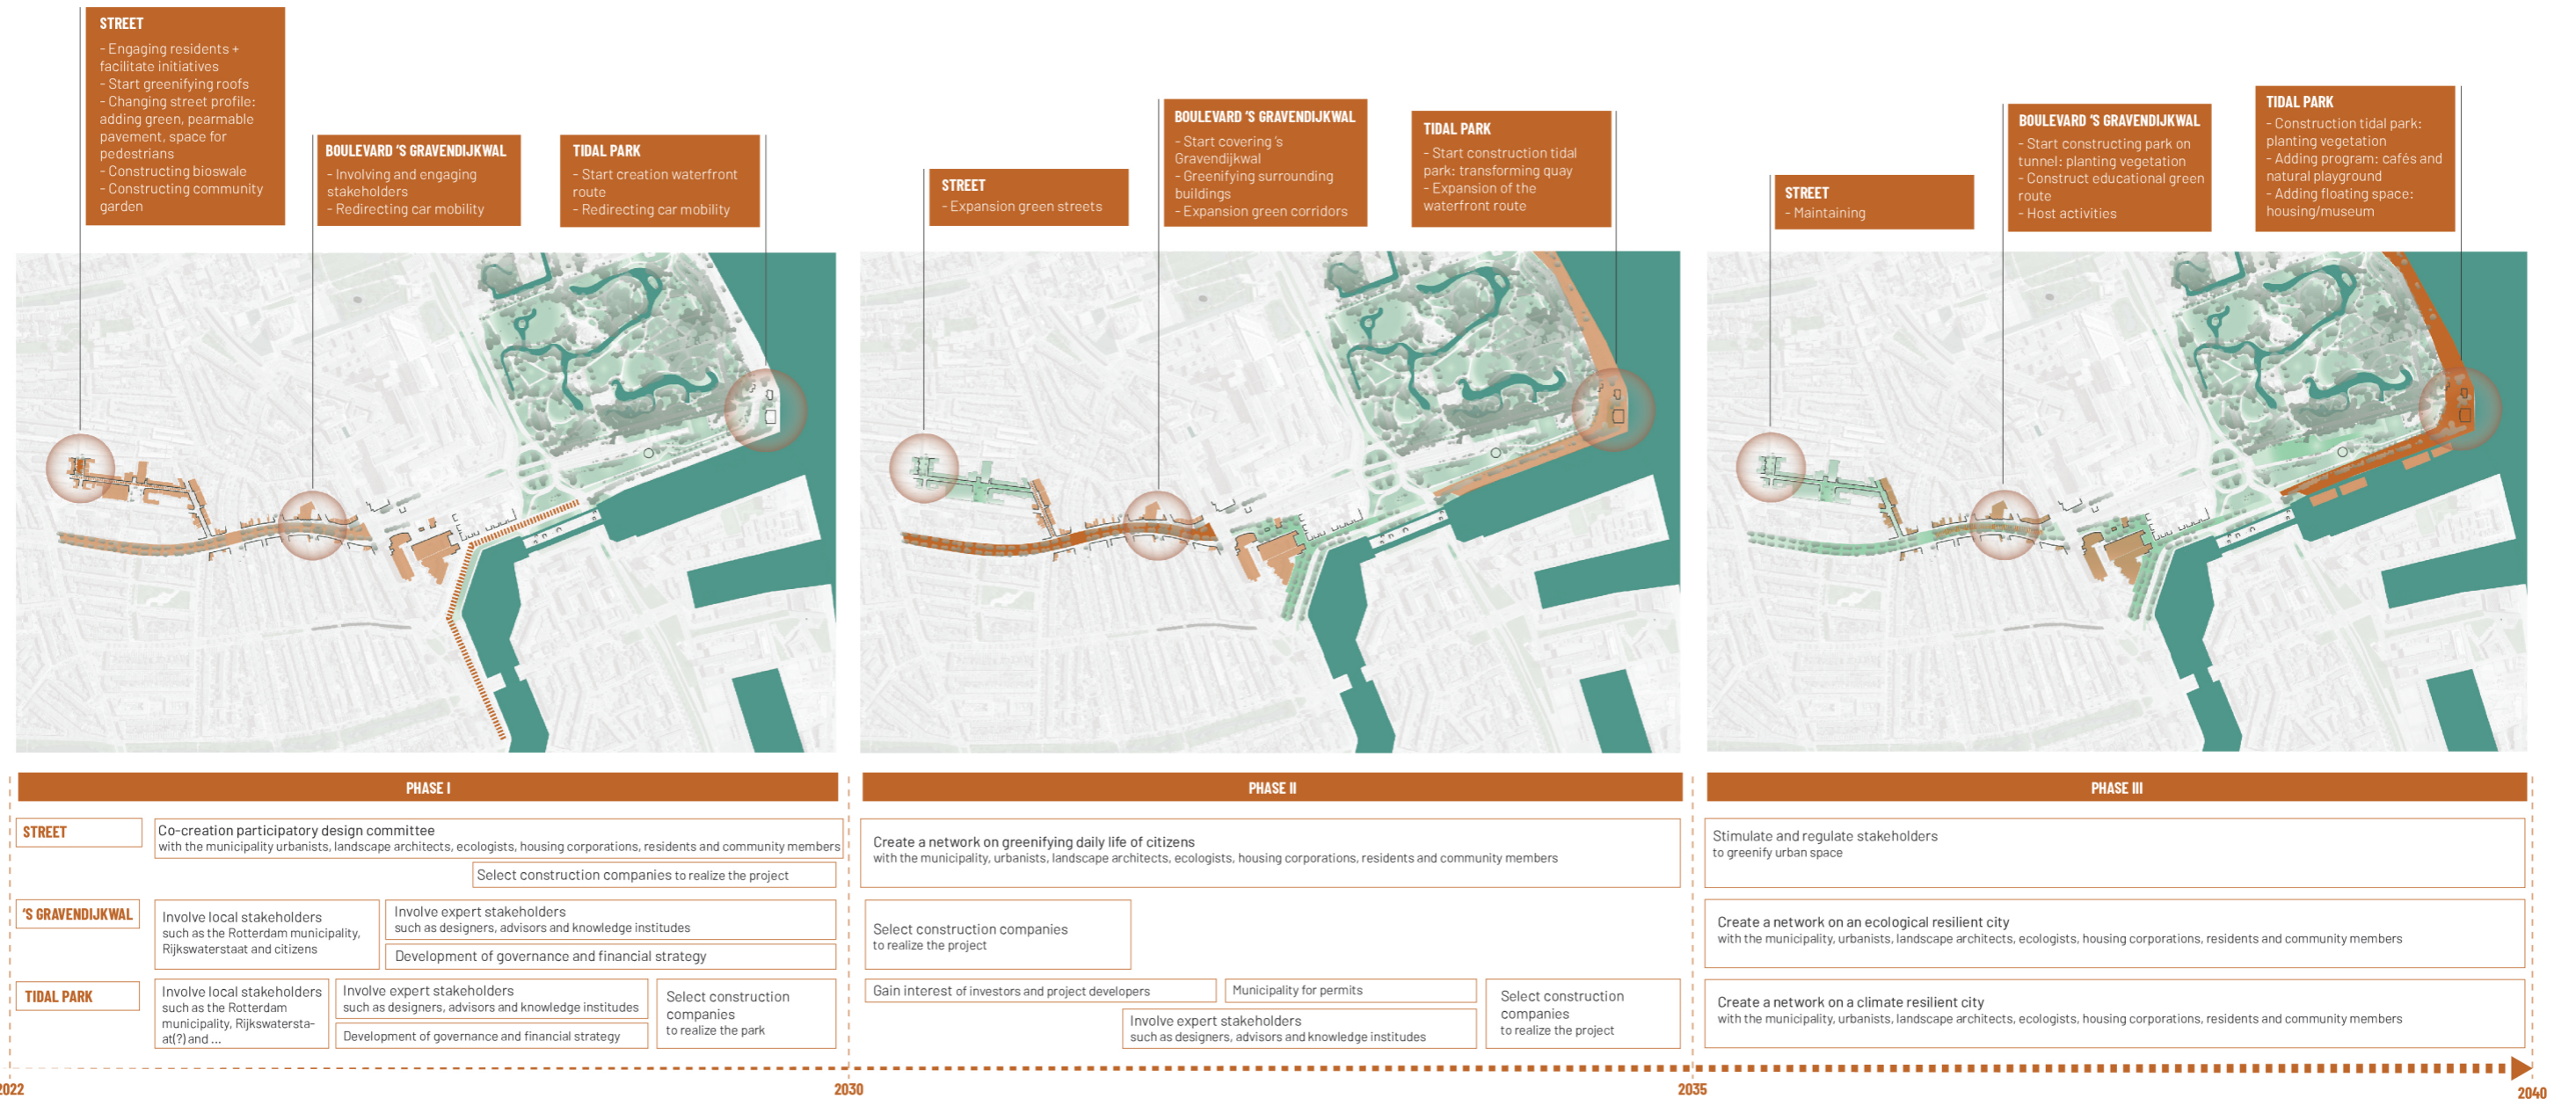 STREET
- Engaging residents +
facilitate initiatives
- Start greenifying roofs
- Changing street profile:
adding green, pearmable
pavement, space for
pedestrians
- Constructing bioswale
- Constructing community
garden
BOULEVARD 'S GRAVENDIJKWAL
- Involving and engaging
stakeholders
- Redirecting car mobility
TIDAL PARK
- Start creation waterfront
route
- Redirecting car mobility
STREET
- Expansion green streets
BOULEVARD 'S GRAVENDIJKWAL
- Start covering 's
Gravendijkwal
- Greenifying surrounding
buildings
- Expansion green corridors
TIDAL PARK
- Start construction tidal
park: transforming quay
- Expansion of the
waterfront route
STREET
- Maintaining
BOULEVARD 'S GRAVENDIJKWAL
- Start constructing park on
tunnel: planting vegetation
- Construct educational green
route
- Host activities
TIDAL PARK
- Construction tidal park:
planting vegetation
- Adding program: cafés and
natural playground
- Adding floating space:
housing/museum
PHASE I
PHASE II
PHASE III
STREET
Co-creation participatory design committee
with the municipality urbanists, landscape architects, ecologists, housing corporations, residents and community members
Select construction companies to realize the project
Create a network on greenifying daily life of citizens
with the municipality, urbanists, landscape architects, ecologists, housing corporations, residents and community members
Stimulate and regulate stakeholders
to greenify urban space
'S GRAVENDIJKWAL
Involve local stakeholders
such as the Rotterdam municipality,
Rijkswaterstaat and citizens
Involve expert stakeholders
such as designers, advisors and knowledge institudes
Development of governance and financial strategy
Select construction companies
to realize the project
Create a network on an ecological resilient city
with the municipality, urbanists, landscape architects, ecologists, housing corporations, residents and community members
TIDAL PARK
Involve local stakeholders
such as the Rotterdam
municipality, Rijkswatersta-
at(?) and ...
Involve expert stakeholders
such as designers, advisors and knowledge institudes
Development of governance and financial strategy
Select construction
companies
to realize the park
Gain interest of investors and project developers
Municipality for permits
Involve expert stakeholders
such as designers, advisors and knowledge institudes
Select construction
companies
to realize the project
Create a network on a climate resilient city
with the municipality, urbanists, landscape architects, ecologists, housing corporations, residents and community members
2022
2030
2035
2040